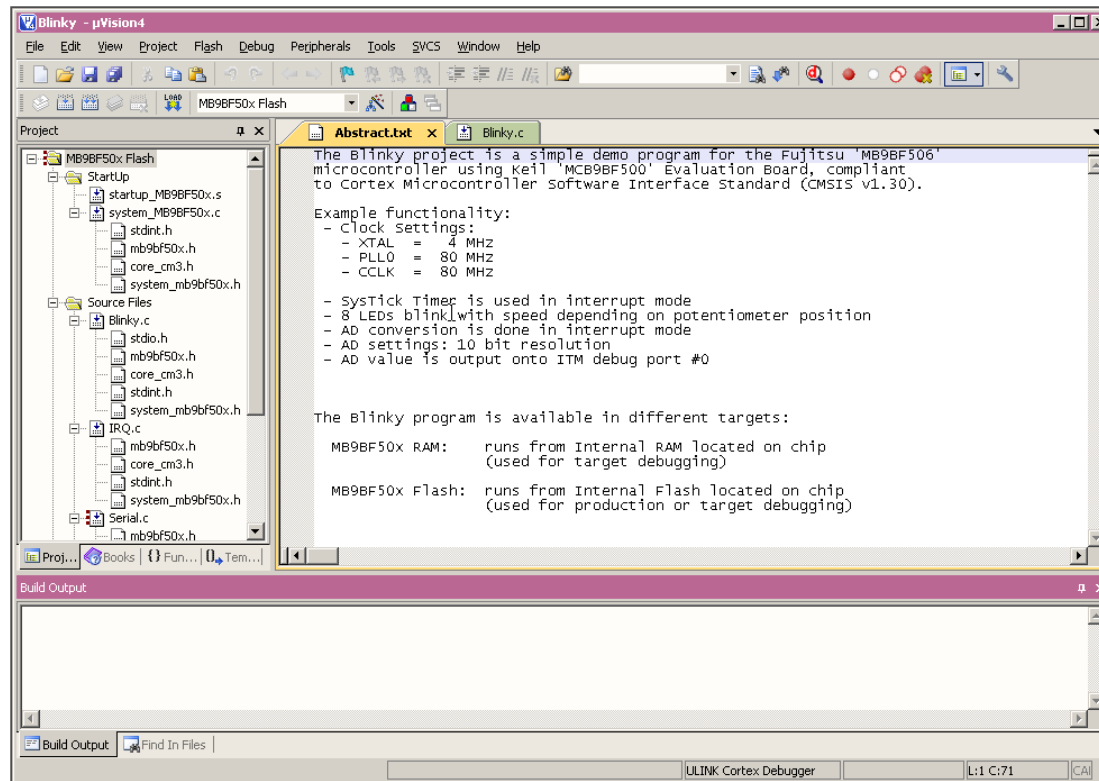 Blinky - µVision4
File Edit View Project Flash Debug Peripherals Tools SVCS Window Help
LOAD MB9BF50x Flash
Project
MB9BF50x Flash
StartUp
startup_MB9BF50x.s
system_MB9BF50x.c
stdint.h
mb9bf50x.h
core_cm3.h
system_mb9bf50x.h
Source Files
Blinky.c
stdio.h
mb9bf50x.h
core_cm3.h
stdint.h
system_mb9bf50x.h
IRQ.c
mb9bf50x.h
core_cm3.h
stdint.h
system_mb9bf50x.h
Serial.c
mb9bf50x.h
Proj... Books {} Fun... 0 Tem...
Abstract.txt x Blinky.c
The Blinky project is a simple demo program for the Fujitsu 'MB9BF506'
microcontroller using Keil 'MCB9BF500' Evaluation Board, compliant
to Cortex Microcontroller Software Interface Standard (CMSIS v1.30).
Example functionality:
- Clock Settings:
- XTAL = 4 MHz
- PLL0 = 80 MHz
- CCLK = 80 MHz
- SysTick Timer is used in interrupt mode
- 8 LEDs blink with speed depending on potentiometer position
- AD conversion is done in interrupt mode
- AD settings: 10 bit resolution
- AD value is output onto ITM debug port #0
The Blinky program is available in different targets:
MB9BF50x RAM: runs from Internal RAM located on chip
(used for target debugging)
MB9BF50x Flash: runs from Internal Flash located on chip
(used for production or target debugging)
Build Output
Build Output Find In Files
ULINK Cortex Debugger L:1 C:71 CAI